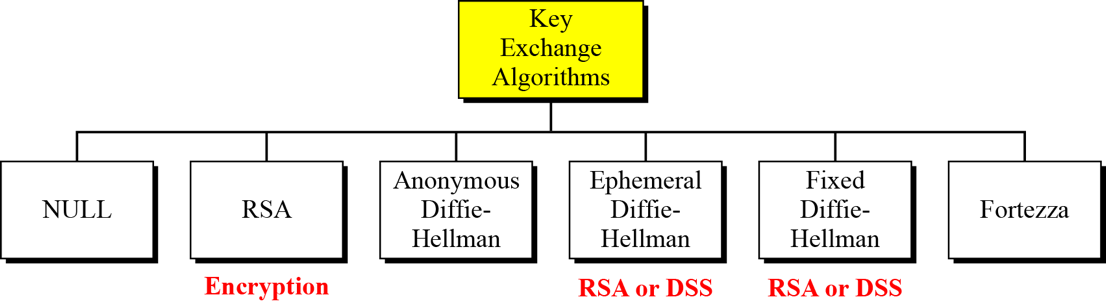 Key
Exchange
Algorithms
NULL
RSA
Anonymous
Diffie-
Hellman
Ephemeral
Diffie-
Hellman
Fixed
Diffie-
Hellman
Fortezza
Encryption
RSA or DSS
RSA or DSS